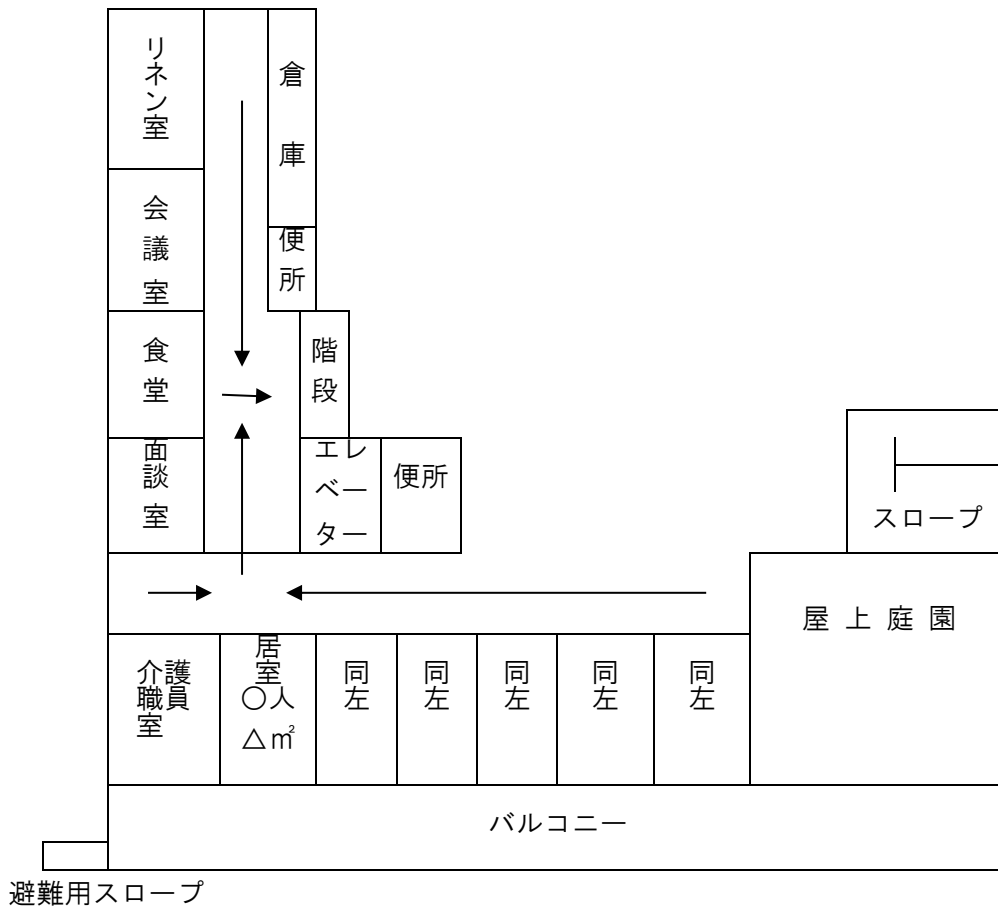 リネン室
倉庫
会議室
便所
食堂
階段
面談室
エレベーター
便所
スロープ
屋上庭園
介護職員室
居室
〇人
△㎡
同左
同左
同左
同左
同左
バルコニー
避難用スロープ